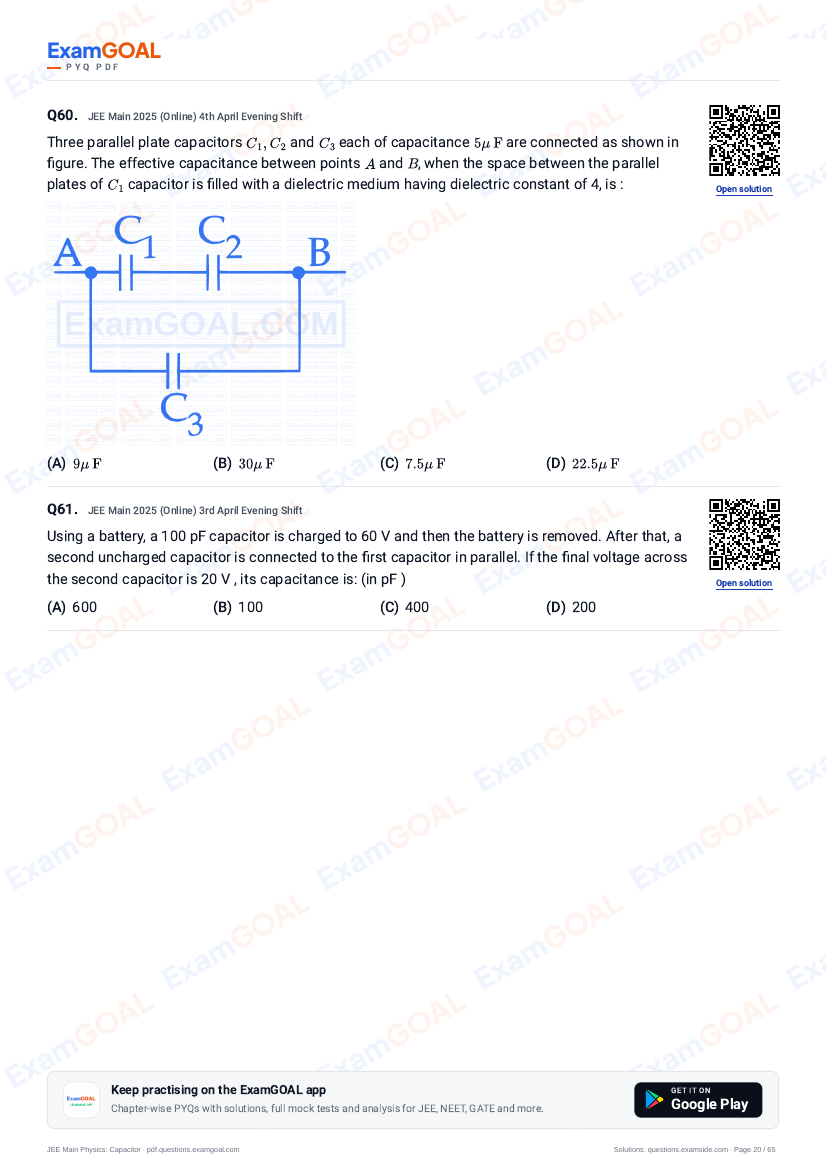 ExamGOAL
PYQ PDF
Q60. JEE Main 2025 (Online) 4th April Evening Shift
Three parallel plate capacitors C₁, C₂ and C₃ each of capacitance 5μ F are connected as shown in
figure. The effective capacitance between points A and B, when the space between the parallel
plates of C₁ capacitor is filled with a dielectric medium having dielectric constant of 4, is :
Open solution
A C₁ C₂ B
ExamGOAL.COM
C₃
(A) 9μ F (B) 30μ F (C) 7.5μ F (D) 22.5μ F
Q61. JEE Main 2025 (Online) 3rd April Evening Shift
Using a battery, a 100 pF capacitor is charged to 60 V and then the battery is removed. After that, a
second uncharged capacitor is connected to the first capacitor in parallel. If the final voltage across
the second capacitor is 20 V , its capacitance is: (in pF )
Open solution
(A) 600 (B) 100 (C) 400 (D) 200
Keep practising on the ExamGOAL app
Chapter-wise PYQs with solutions, full mock tests and analysis for JEE, NEET, GATE and more.
GET IT ON
Google Play
JEE Main Physics: Capacitor · pdf.questions.examgoal.com Solutions: questions.examside.com · Page 20 / 65